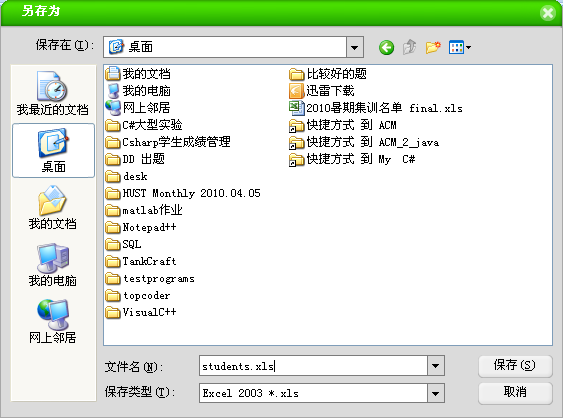 另存为
保存在(I):
桌面
我最近的文档
桌面
我的文档
我的电脑
网上邻居
我的文档
我的电脑
网上邻居
C#大型实验
Csharp学生成绩管理
DD 出题
desk
HUST Monthly 2010.04.05
matlab作业
Notepad++
SQL
TankCraft
testprograms
topcoder
VisualC++
比较好的题
迅雷下载
2010暑期集训名单 final.xls
快捷方式 到 ACM
快捷方式 到 ACM_2_java
快捷方式 到 My C#
文件名(N):
students.xls
保存(S)
保存类型(T):
Excel 2003 *.xls
取消